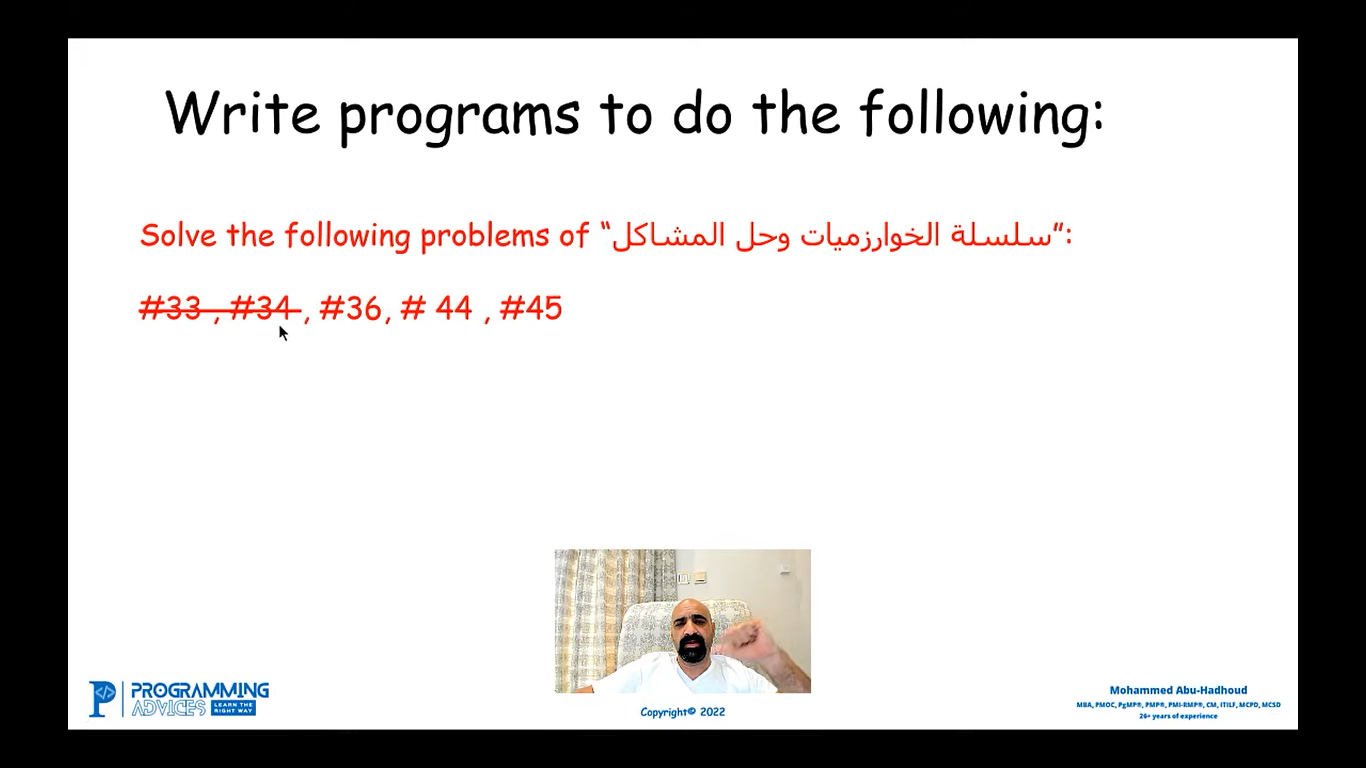 Write programs to do the following:
Solve the following problems of “سلسلة الخوارزميات وحل المشاكل”:
#33 , #34 , #36, # 44 , #45
PROGRAMMING
ADVICES LEARN THE RIGHT WAY
Copyright© 2022
Mohammed Abu-Hadhoud
MBA, PMOC, PgMP®, PMP®, PMI-RMP®, CM, ITILF, MCPD, MCSD
26+ years of experience